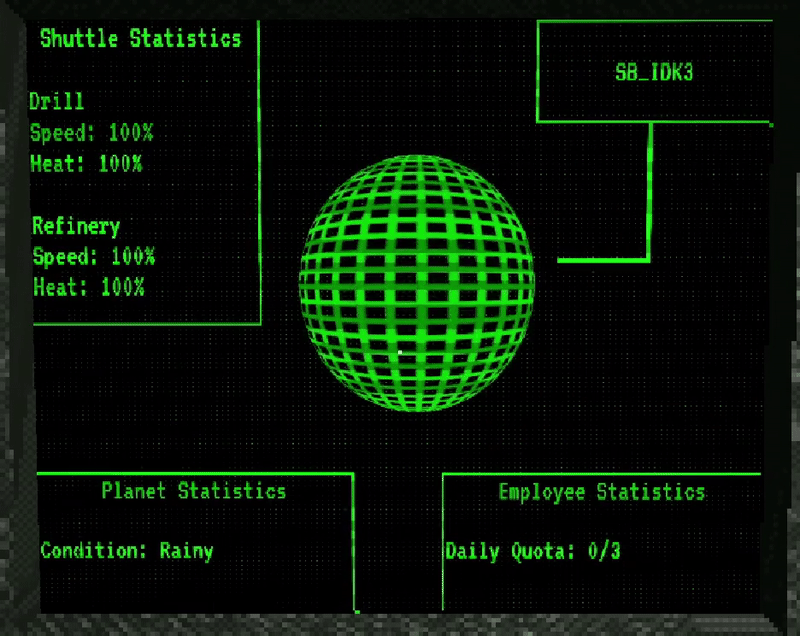 Shuttle Statistics
Drill
Speed: 100%
Heat: 100%
Refinery
Speed: 100%
Heat: 100%
SB_IDK3
Planet Statistics
Condition: Rainy
Employee Statistics
Daily Quota: 0/3